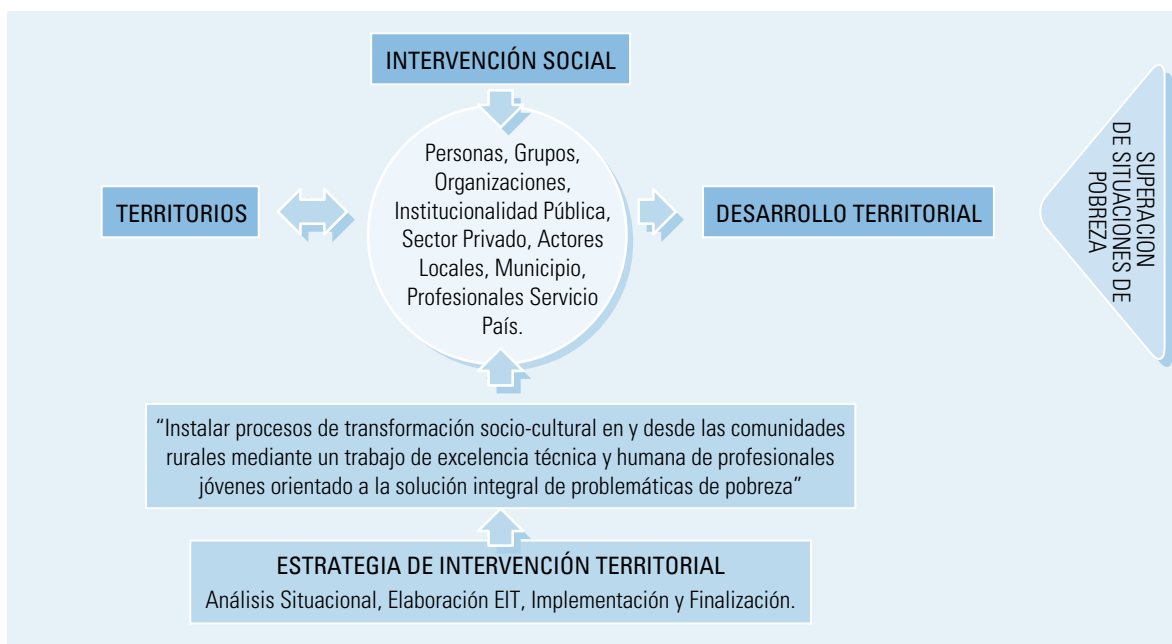 INTERVENCIÓN SOCIAL
Personas, Grupos,
Organizaciones,
Institucionalidad Pública,
Sector Privado, Actores
Locales, Municipio,
Profesionales Servicio
País.
TERRITORIOS
DESARROLLO TERRITORIAL
SUPERACION
DE SITUACIONES DE
POBREZA
“Instalar procesos de transformación socio-cultural en y desde las comunidades
rurales mediante un trabajo de excelencia técnica y humana de profesionales
jóvenes orientado a la solución integral de problemáticas de pobreza”
ESTRATEGIA DE INTERVENCIÓN TERRITORIAL
Análisis Situacional, Elaboración EIT, Implementación y Finalización.